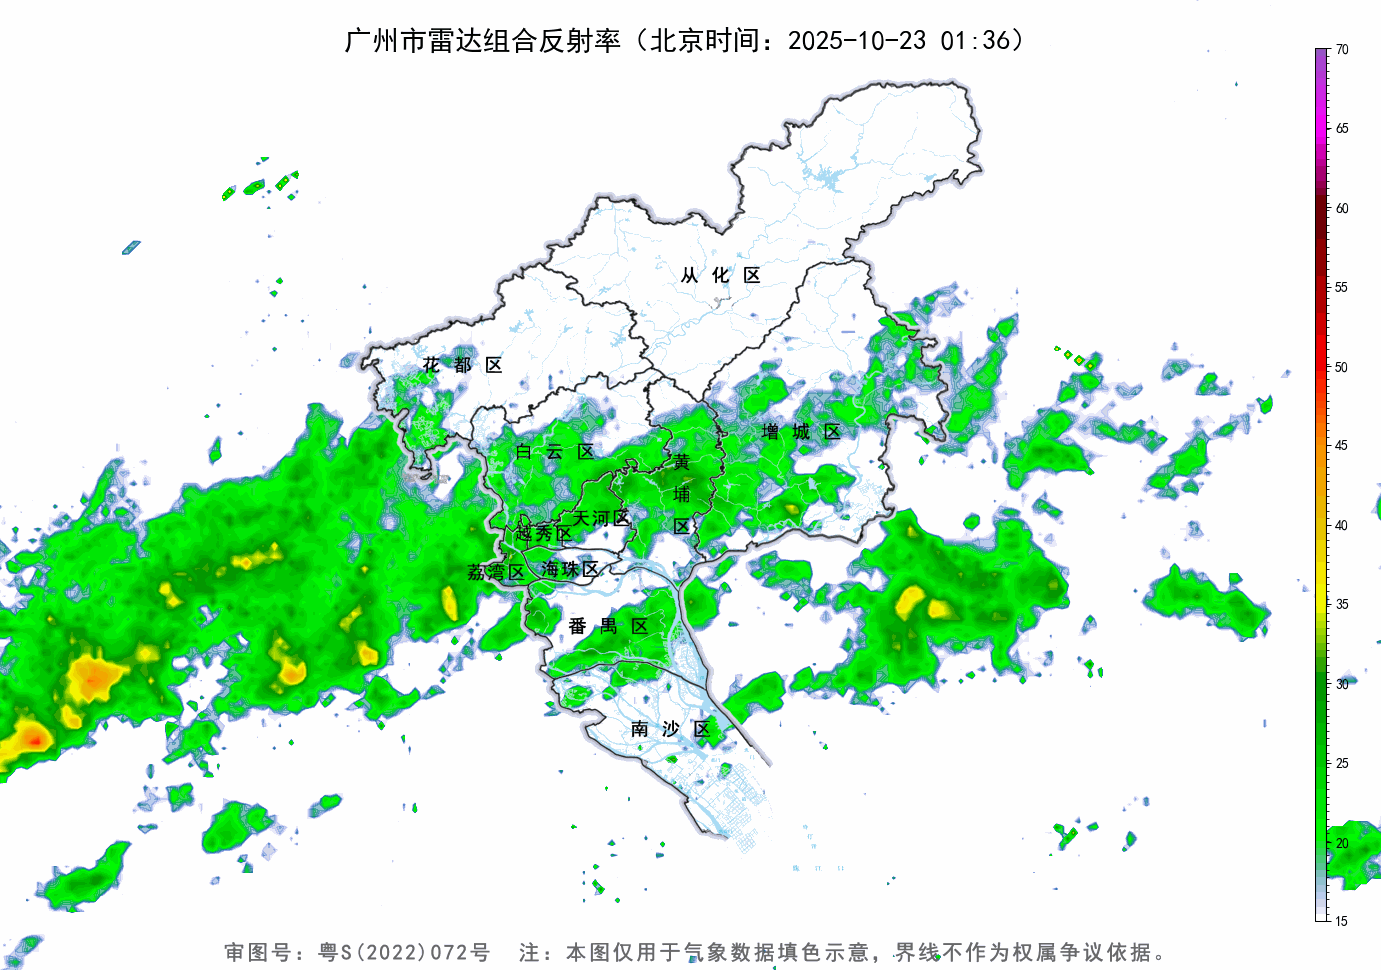 广州市雷达组合反射率（北京时间：2025-10-23 01:36）
70
65
60
55
50
45
40
35
30
25
20
15
从化区
花都区
增城区
白云区
黄埔区
天河区
越秀区
荔湾区
海珠区
番禺区
南沙区
审图号：粤S(2022)072号 注：本图仅用于气象数据填色示意，界线不作为权属争议依据。